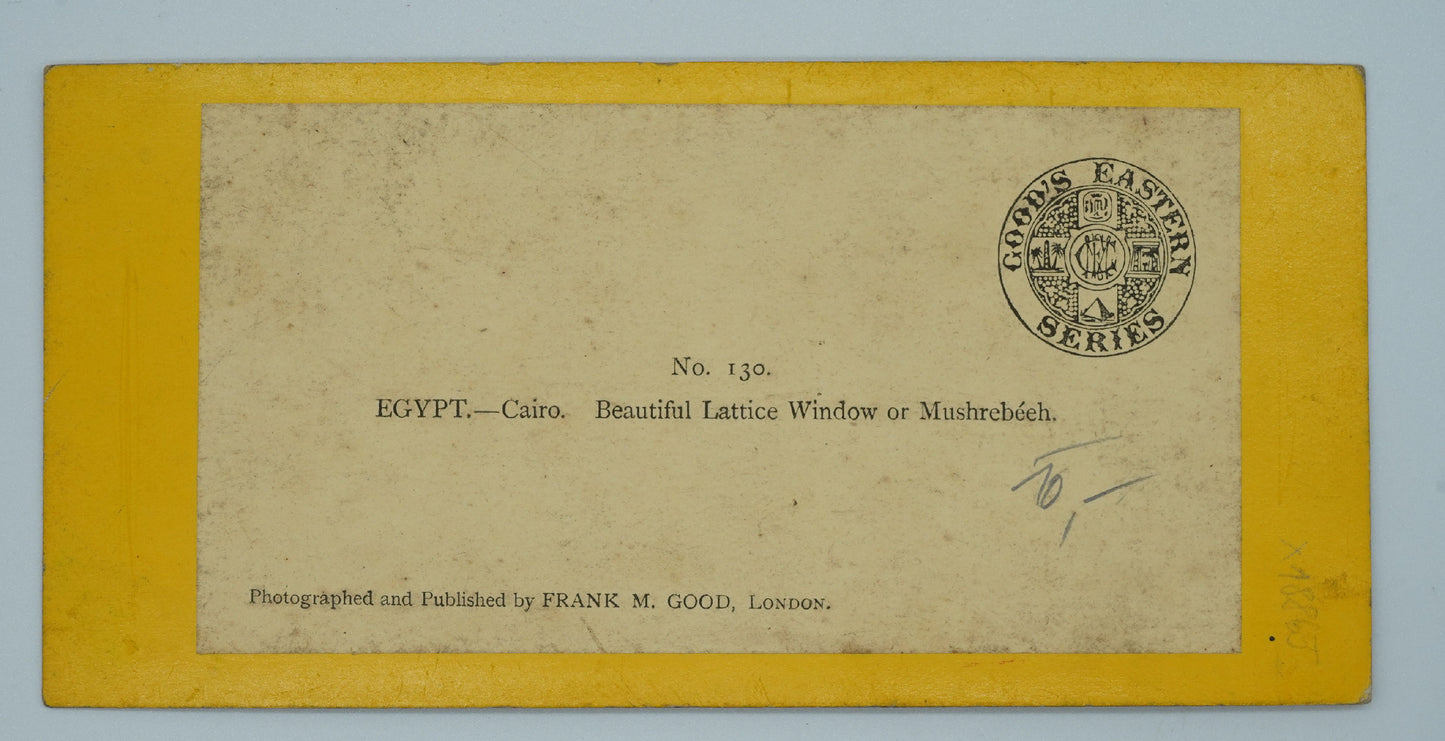 GOOD'S EASTERN
SERIES
No. 130.
EGYPT.—Cairo. Beautiful Lattice Window or Mushrebéeh.
Photographed and Published by FRANK M. GOOD, LONDON.